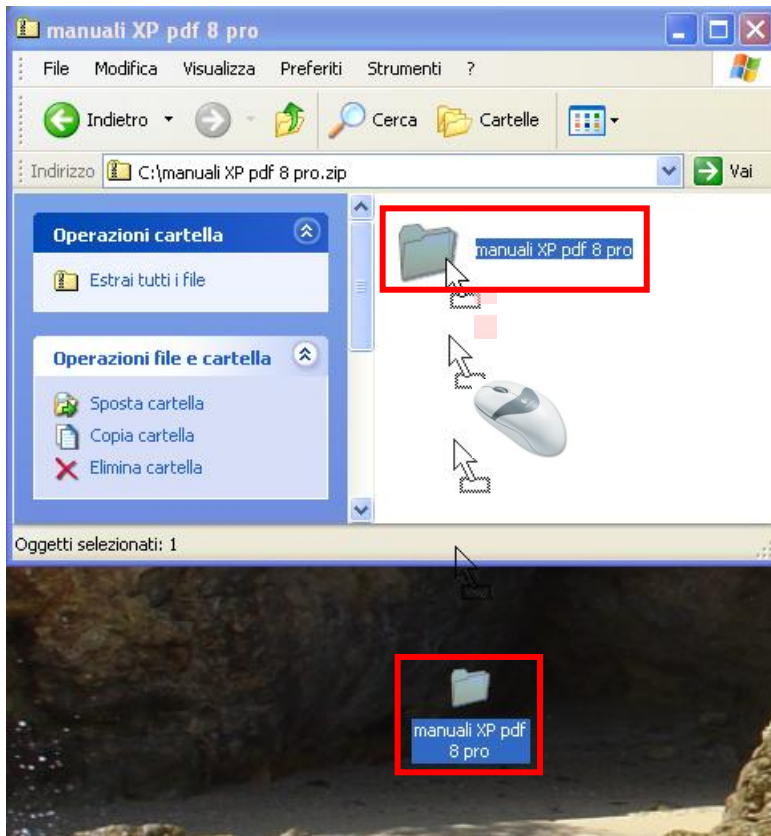 manuali XP pdf 8 pro
File Modifica Visualizza Preferiti Strumenti ?
Indietro Cerca Cartelle
Indirizzo C:\manuali XP pdf 8 pro.zip Vai
Operazioni cartella
Estrai tutti i file
manuali XP pdf 8 pro
Operazioni file e cartella
Sposta cartella
Copia cartella
Elimina cartella
Oggetti selezionati: 1
manuali XP pdf
8 pro